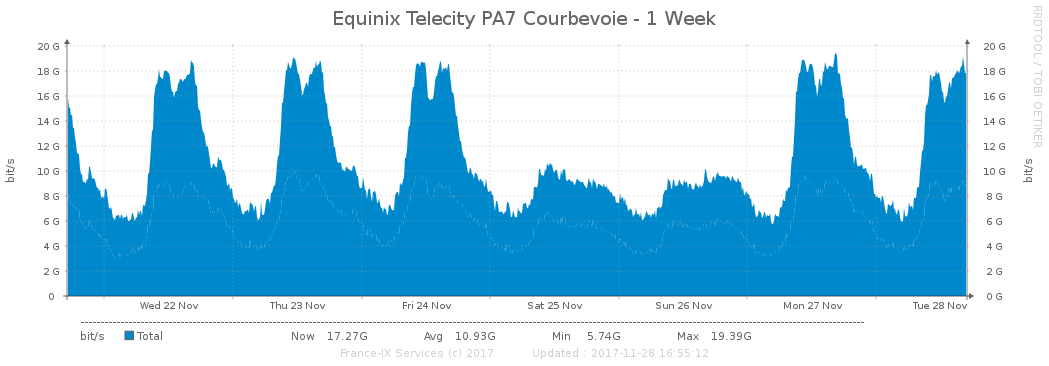 Equinix Telecity PA7 Courbevoie - 1 Week
RRDTOOL / TOBI OETIKER
bit/s
20 G
18 G
16 G
14 G
12 G
10 G
8 G
6 G
4 G
2 G
0
20 G
18 G
16 G
14 G
12 G
10 G
8 G
6 G
4 G
2 G
0 G
bit/s
Wed 22 Nov Thu 23 Nov Fri 24 Nov Sat 25 Nov Sun 26 Nov Mon 27 Nov Tue 28 Nov
bit/s Total Now 17.27G Avg 10.93G Min 5.74G Max 19.39G
France-IX Services (c) 2017 Updated : 2017-11-28 16:55:12